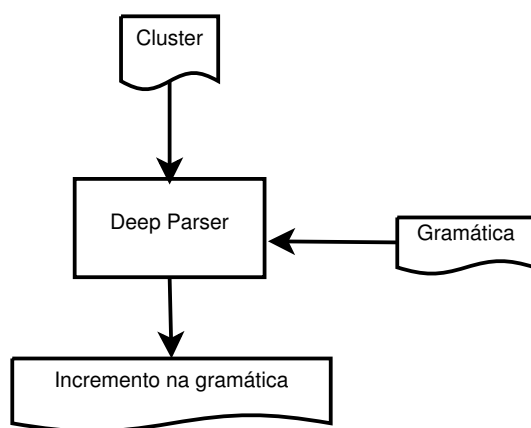 Cluster
Deep Parser
Gramática
Incremento na gramática